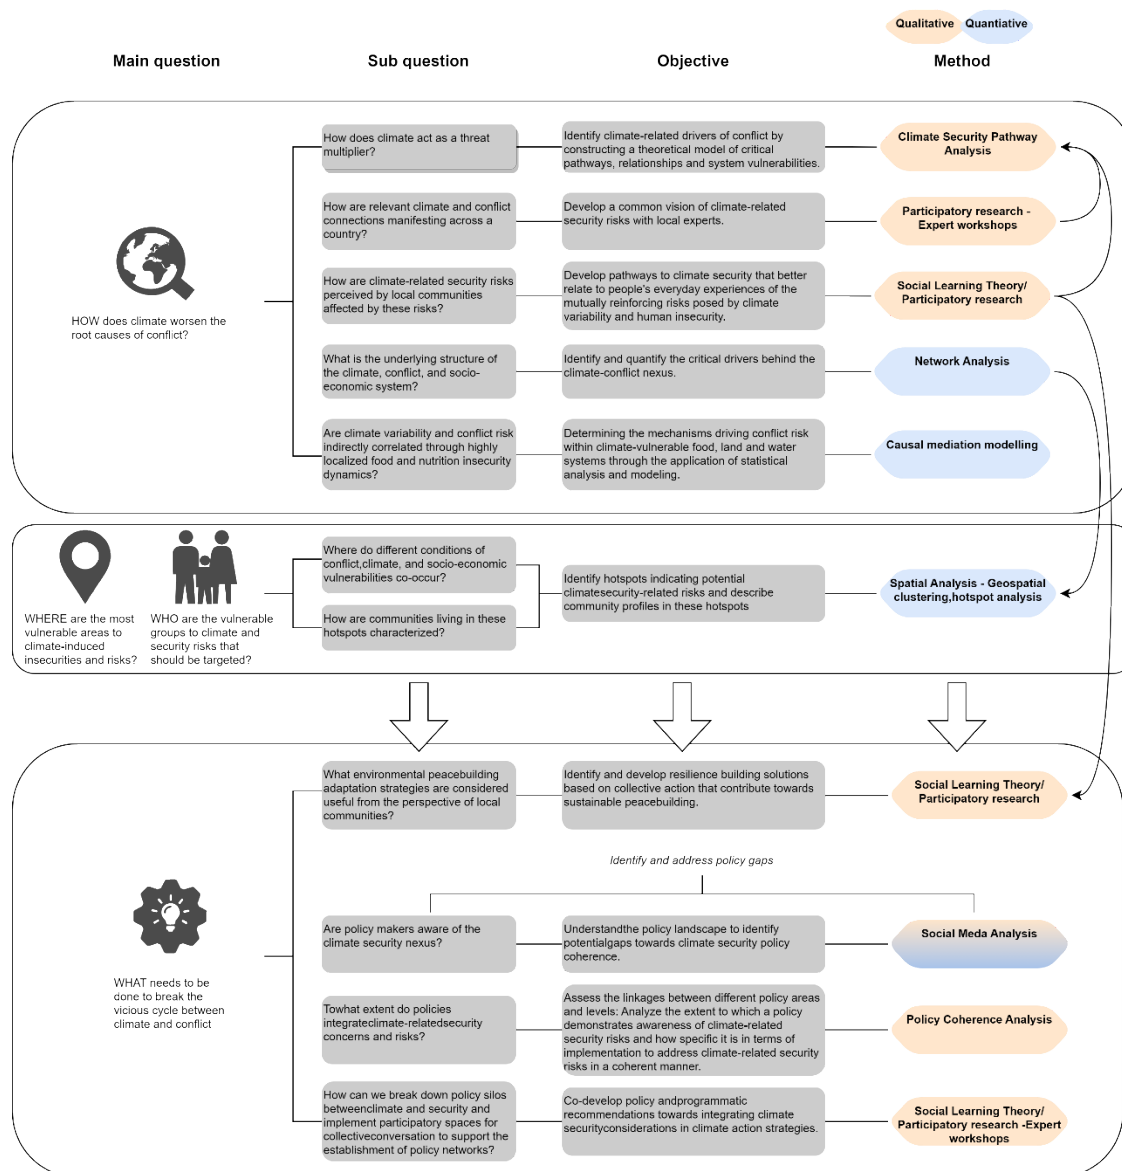 Qualitative
Quantiative
Main question
Sub question
Objective
Method
HOW does climate worsen the
root causes of conflict?
How does climate act as a threat
multiplier?
Identify climate-related drivers of conflict by
constructing a theoretical model of critical
pathways, relationships and system vulnerabilities.
Climate Security Pathway
Analysis
How are relevant climate and conflict
connections manifesting across a
country?
Develop a common vision of climate-related
security risks with local experts.
Participatory research -
Expert workshops
How are climate-related security risks
perceived by local communities
affected by these risks?
Develop pathways to climate security that better
relate to people's everyday experiences of the
mutually reinforcing risks posed by climate
variability and human insecurity.
Social Learning Theory/
Participatory research
What is the underlying structure of
the climate, conflict, and socio-
economic system?
Identify and quantify the critical drivers behind the
climate-conflict nexus.
Network Analysis
Are climate variability and conflict risk
indirectly correlated through highly
localized food and nutrition insecurity
dynamics?
Determining the mechanisms driving conflict risk
within climate-vulnerable food, land and water
systems through the application of statistical
analysis and modeling.
Causal mediation modelling
WHERE are the most
vulnerable areas to
climate-induced
insecurities and risks?
WHO are the vulnerable
groups to climate and
security risks that
should be targeted?
Where do different conditions of
conflict,climate, and socio-economic
vulnerabilities co-occur?
How are communities living in these
hotspots characterized?
Identify hotspots indicating potential
climatesecurity-related risks and describe
community profiles in these hotspots
Spatial Analysis - Geospatial
clustering,hotspot analysis
WHAT needs to be
done to break the
vicious cycle between
climate and conflict
What environmental peacebuilding
adaptation strategies are considered
useful from the perspective of local
communities?
Identify and develop resilience building solutions
based on collective action that contribute towards
sustainable peacebuilding.
Social Learning Theory/
Participatory research
Identify and address policy gaps
Are policy makers aware of the
climate security nexus?
Understandthe policy landscape to identify
potentialgaps towards climate security policy
coherence.
Social Meda Analysis
Towhat extent do policies
integrateclimate-relatedsecurity
concerns and risks?
Assess the linkages between different policy areas
and levels: Analyze the extent to which a policy
demonstrates awareness of climate-related
security risks and how specific it is in terms of
implementation to address climate-related security
risks in a coherent manner.
Policy Coherence Analysis
How can we break down policy silos
betweenclimate and security and
implement participatory spaces for
collectiveconversation to support the
establishment of policy networks?
Co-develop policy andprogrammatic
recommendations towards integrating climate
securityconsiderations in climate action strategies.
Social Learning Theory/
Participatory research -Expert
workshops